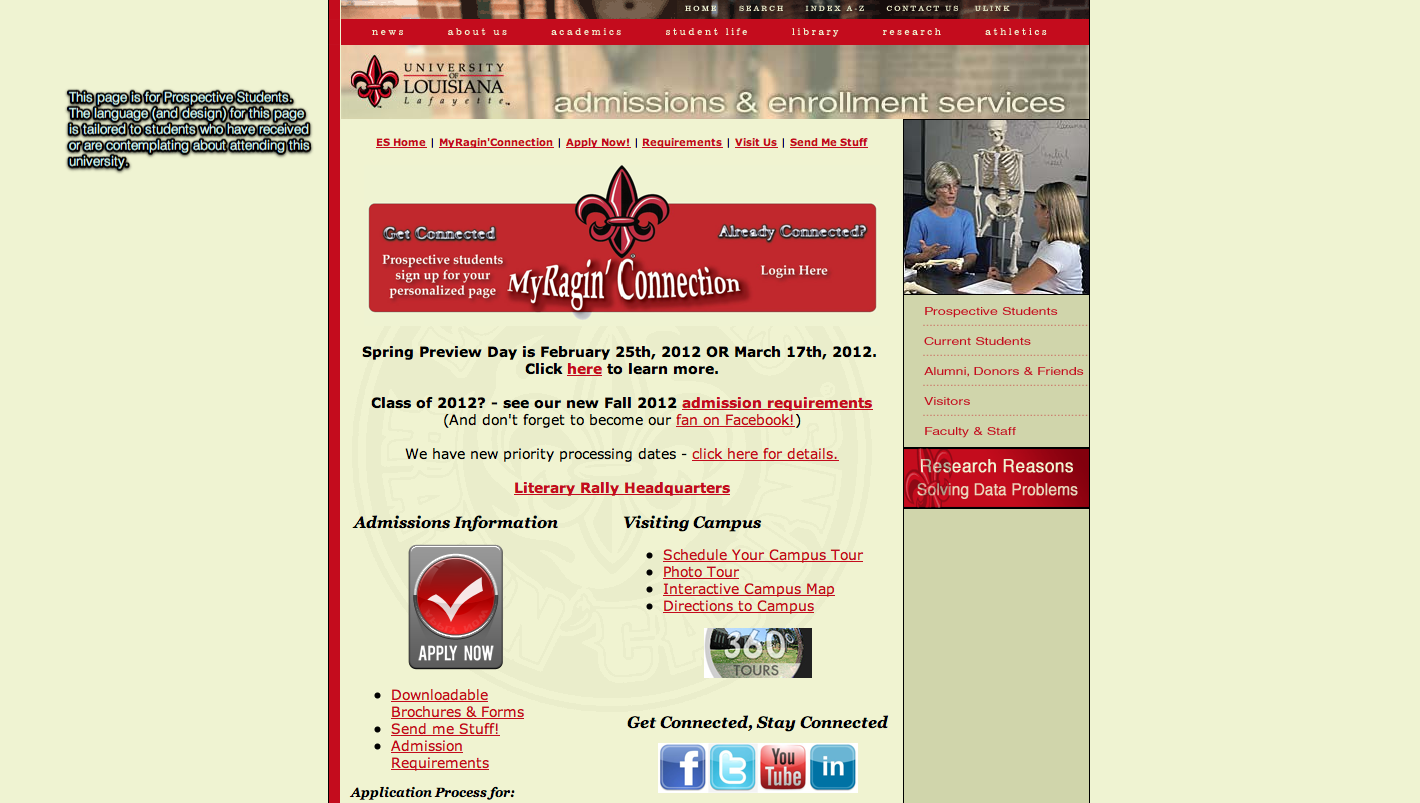 HOME SEARCH INDEX A-Z CONTACT US ULINK
news about us academics student life library research athletics
UNIVERSITY
OF
LOUISIANA
Lafayette
admissions & enrollment services
This page is for Prospective Students.
The language (and design) for this page
is tailored to students who have received
or are contemplating about attending this
university.
ES Home | MyRagin'Connection | Apply Now! | Requirements | Visit Us | Send Me Stuff
Get Connected
Prospective students
sign up for your
personalized page
MyRagin' Connection
Already Connected?
Login Here
Spring Preview Day is February 25th, 2012 OR March 17th, 2012.
Click here to learn more.
Class of 2012? - see our new Fall 2012 admission requirements
(And don't forget to become our fan on Facebook!)
We have new priority processing dates - click here for details.
Literary Rally Headquarters
Admissions Information
APPLY NOW
Downloadable
Brochures & Forms
Send me Stuff!
Admission
Requirements
Application Process for:
Visiting Campus
Schedule Your Campus Tour
Photo Tour
Interactive Campus Map
Directions to Campus
360°
TOURS
Get Connected, Stay Connected
f t You Tube in
Prospective Students
Current Students
Alumni, Donors & Friends
Visitors
Faculty & Staff
Research Reasons
Solving Data Problems